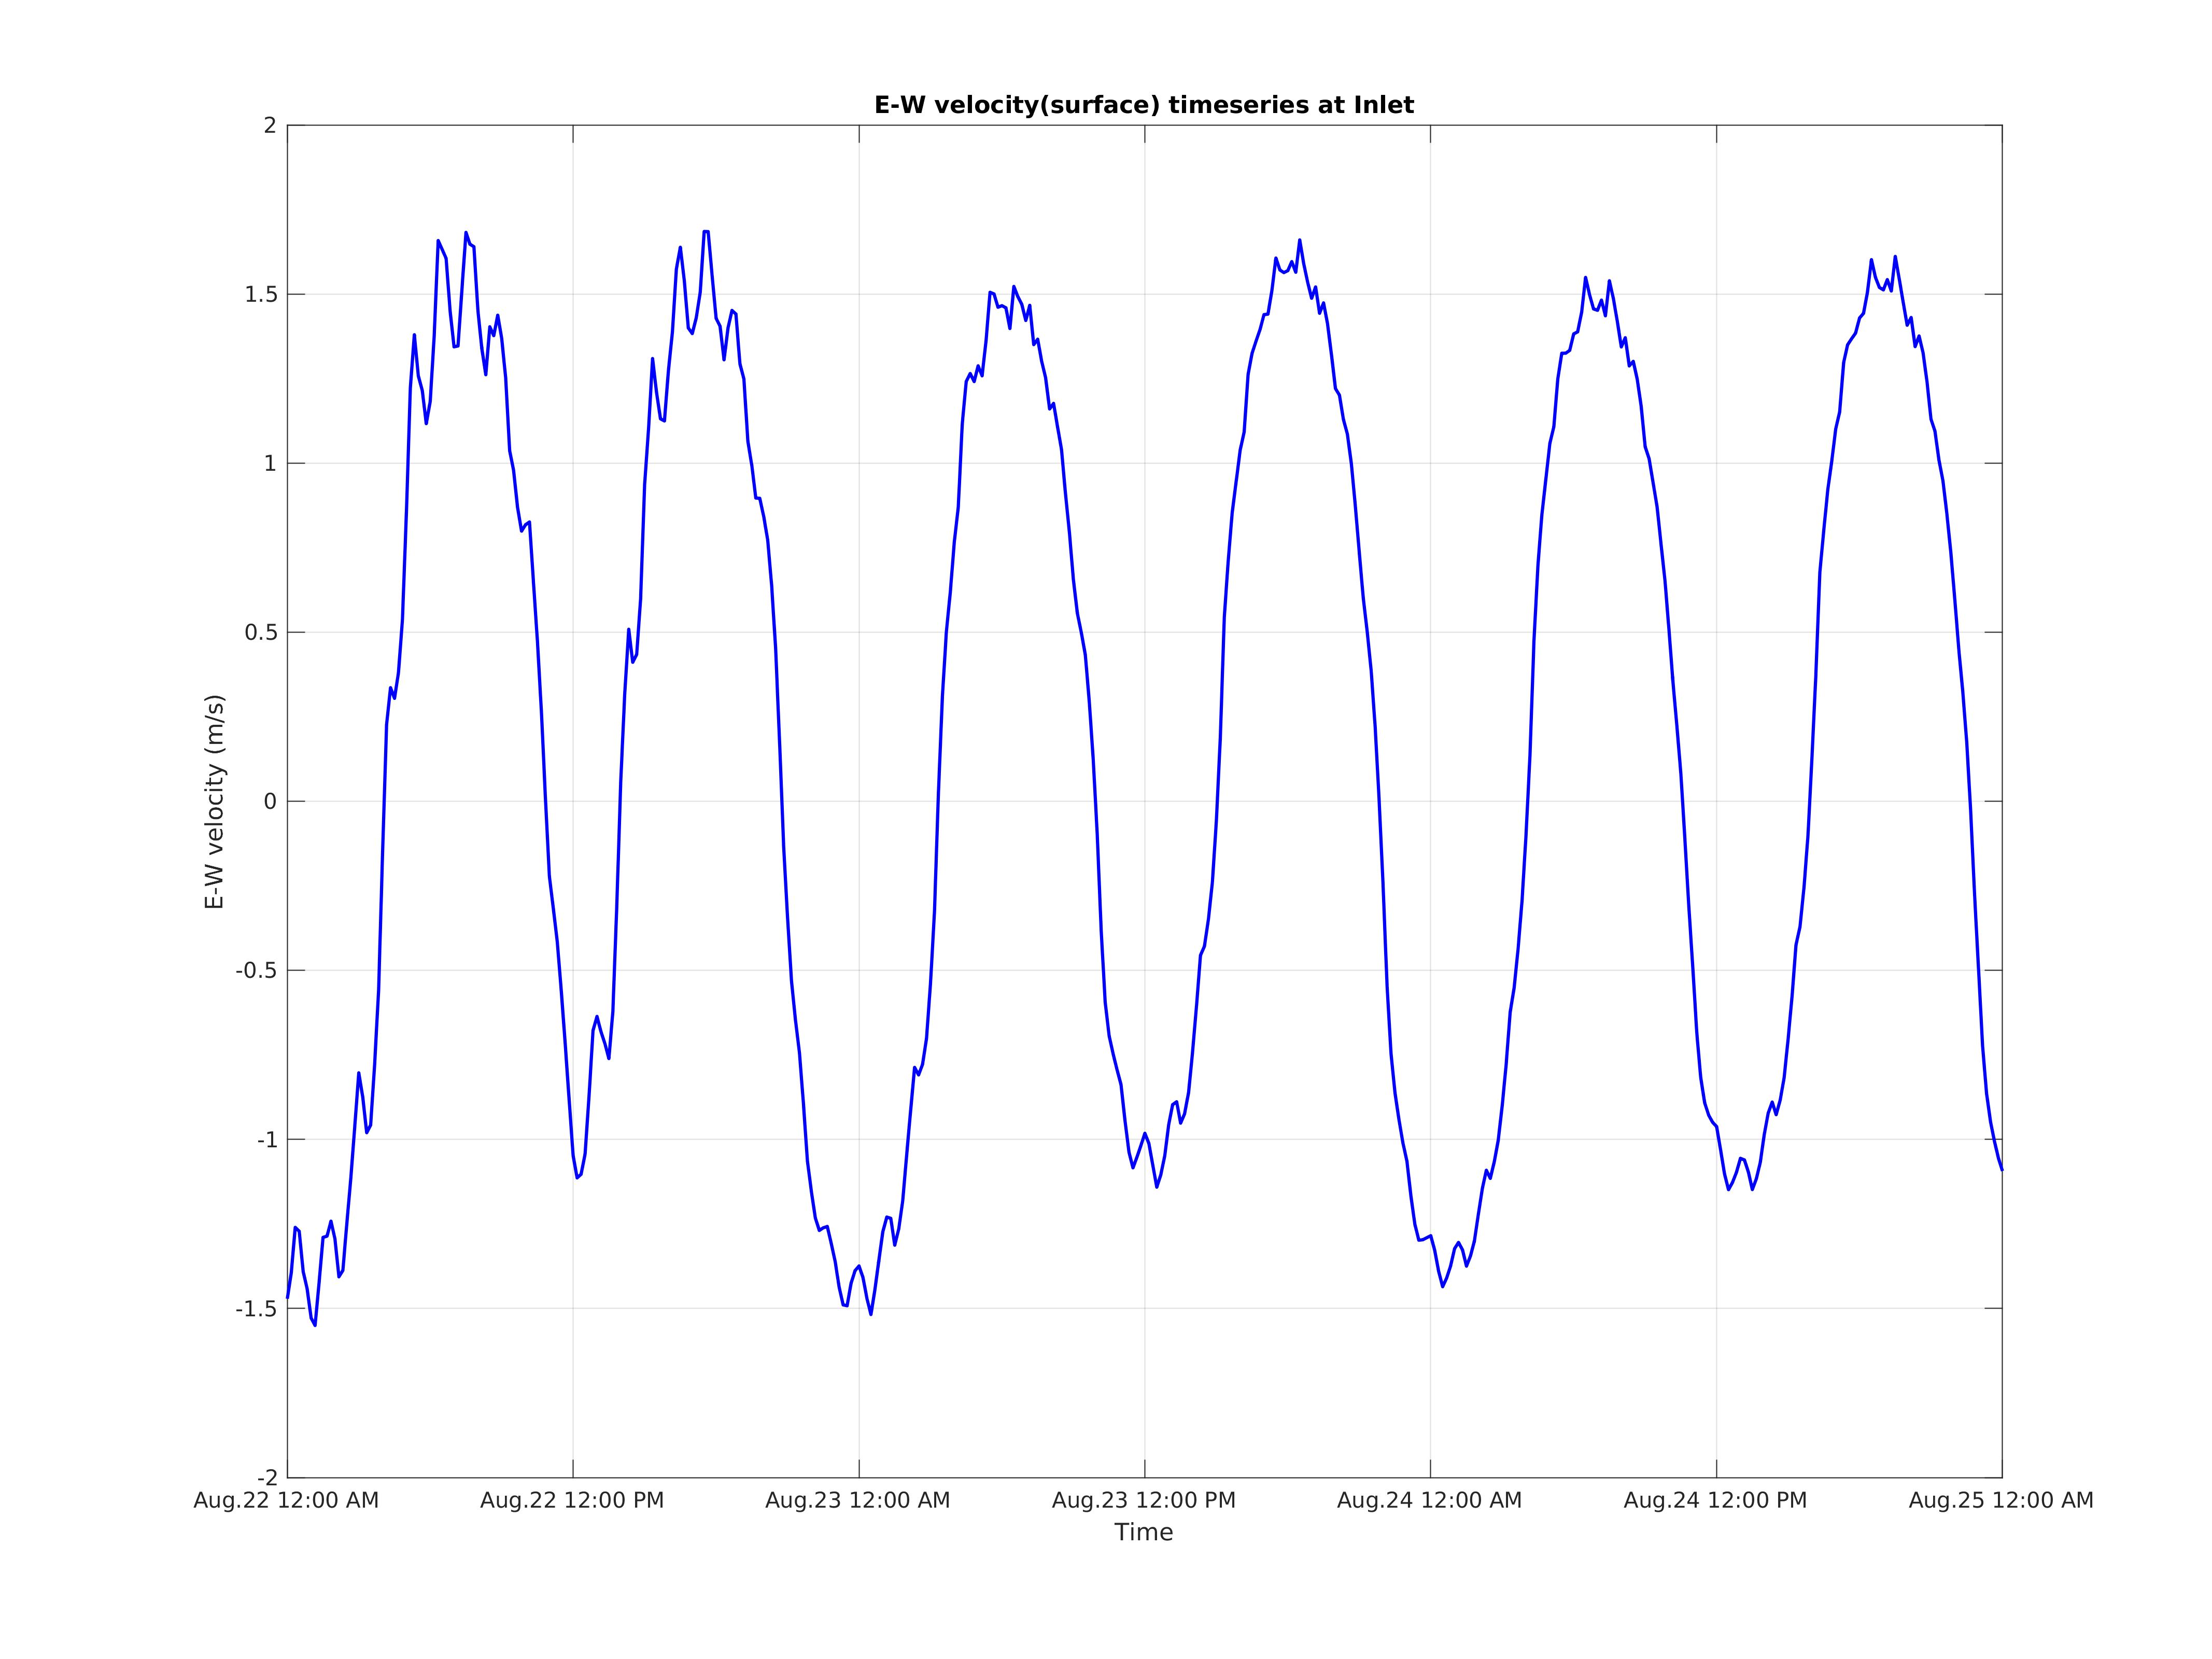 E-W velocity(surface) timeseries at Inlet
2
1.5
1
0.5
0
-0.5
-1
-1.5
-2
E-W velocity (m/s)
Aug.22 12:00 AM
Aug.22 12:00 PM
Aug.23 12:00 AM
Aug.23 12:00 PM
Aug.24 12:00 AM
Aug.24 12:00 PM
Aug.25 12:00 AM
Time